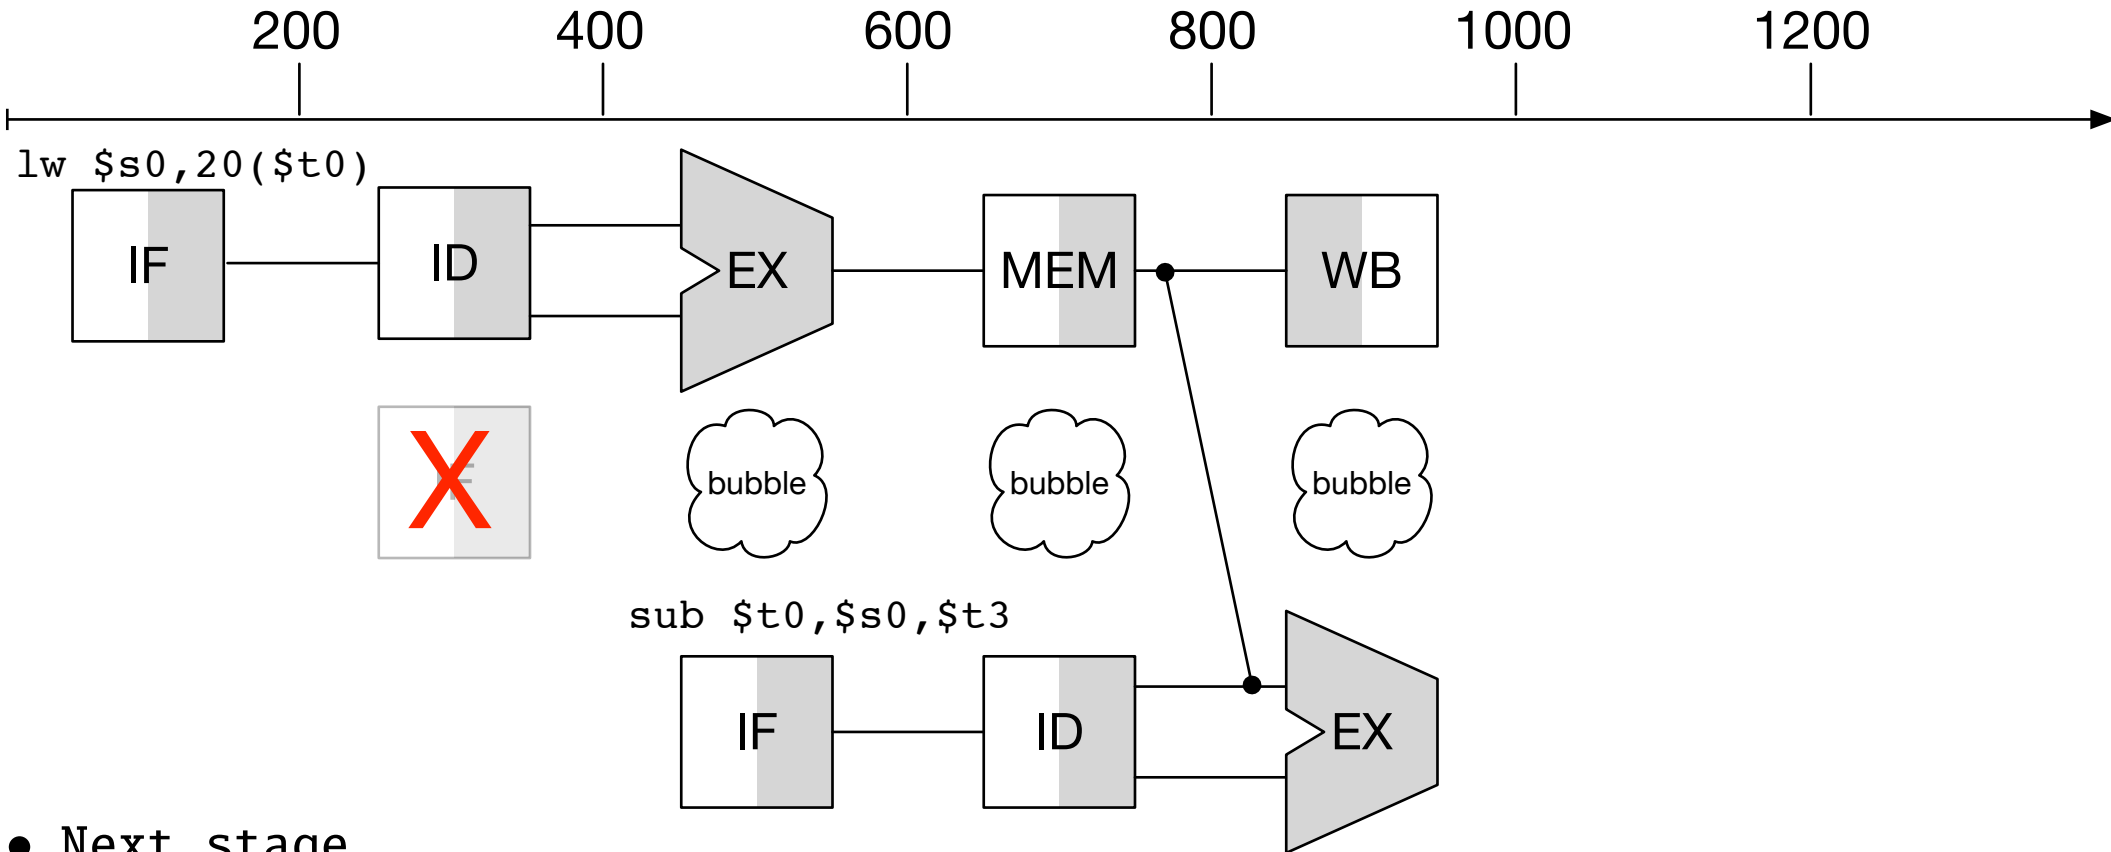 200 400 600 800 1000 1200
lw $s0,20($t0)
IF ID EX MEM WB
X bubble bubble bubble
sub $t0,$s0,$t3
IF ID EX
• Next stage